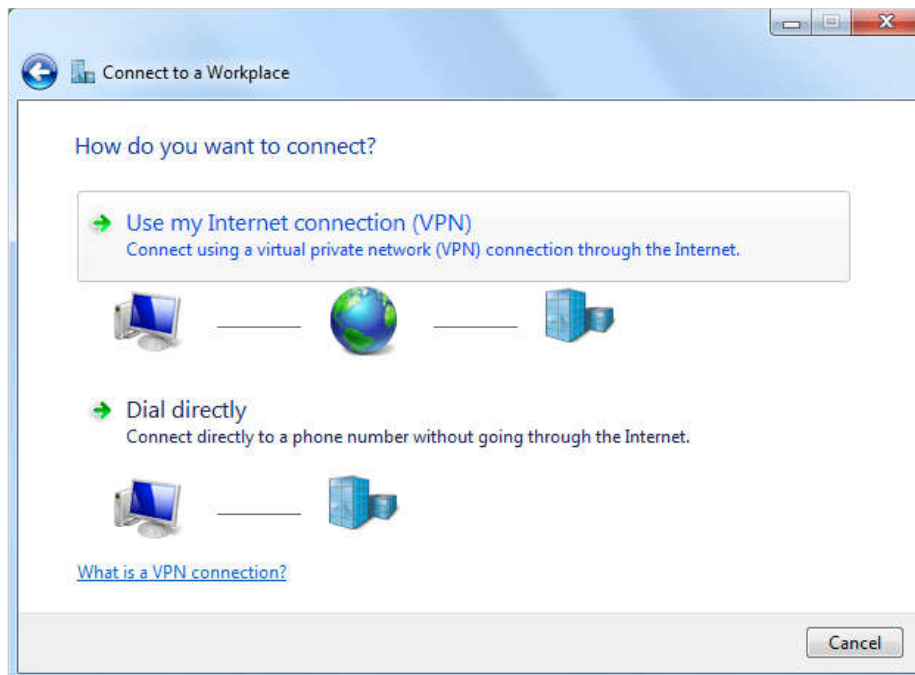 Connect to a Workplace
How do you want to connect?
Use my Internet connection (VPN)
Connect using a virtual private network (VPN) connection through the Internet.
Dial directly
Connect directly to a phone number without going through the Internet.
What is a VPN connection?
Cancel